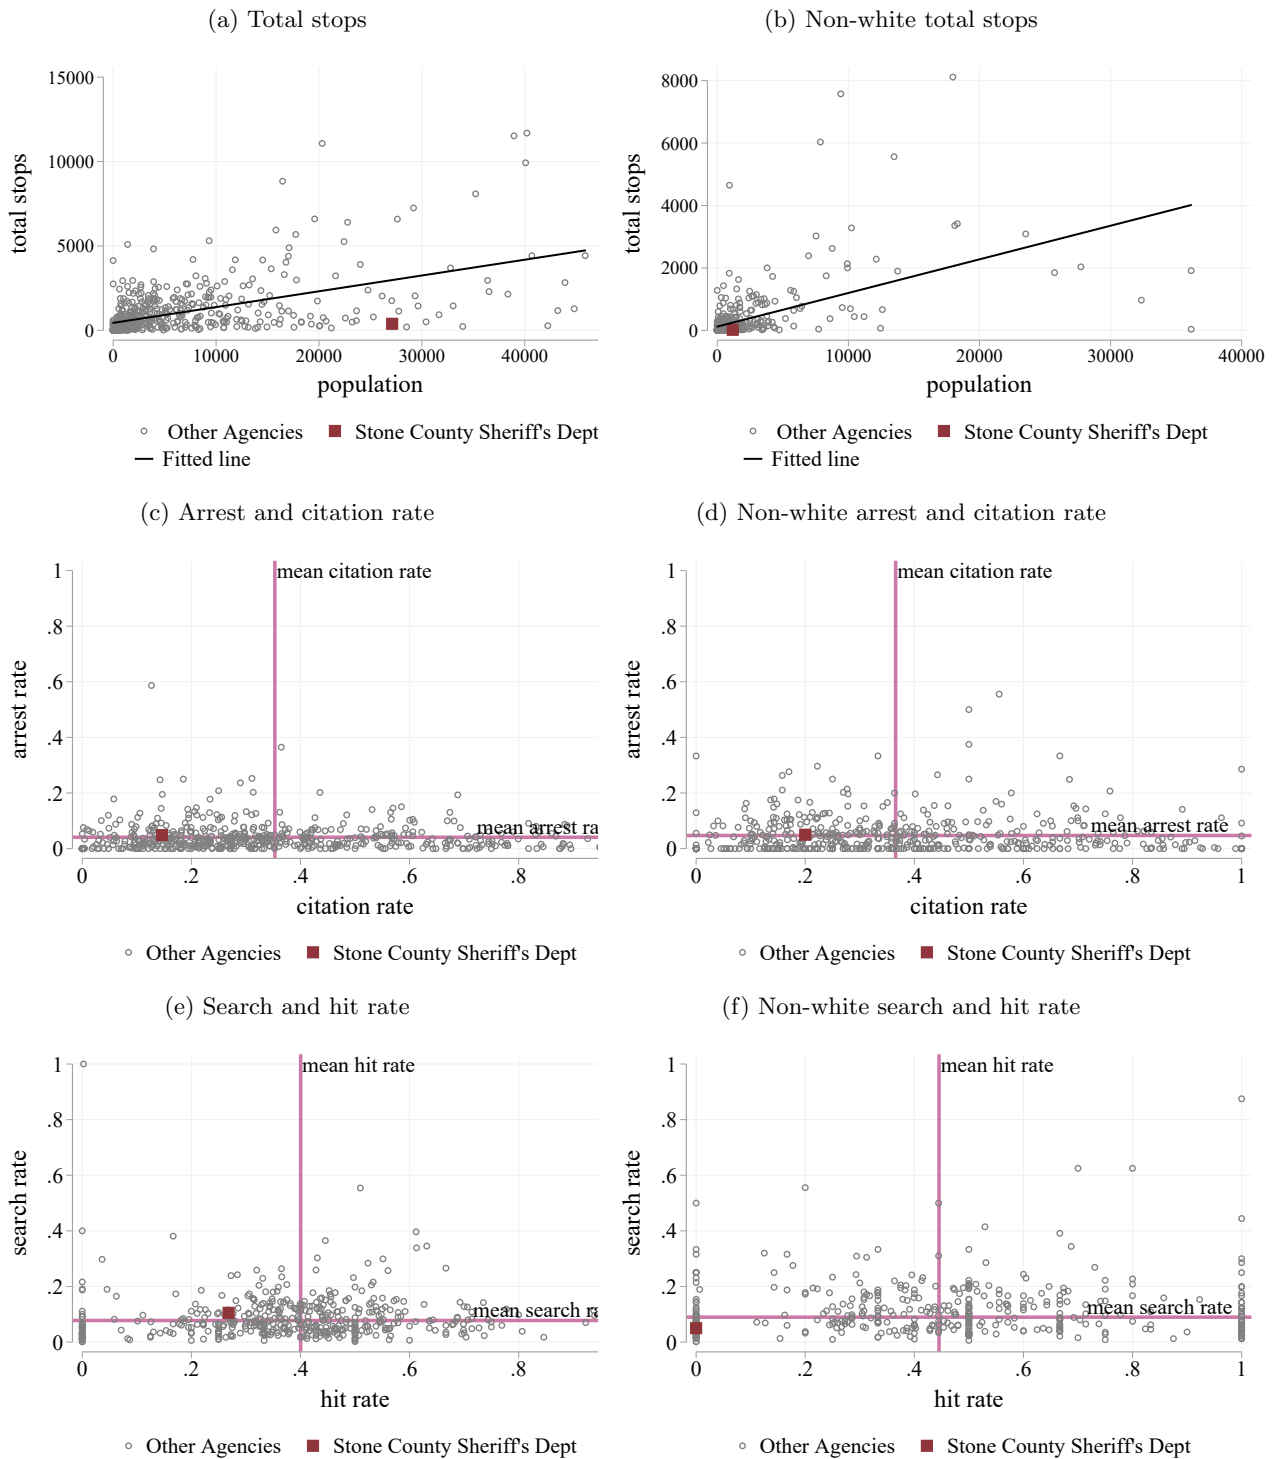 (a) Total stops
(b) Non-white total stops
15000
10000
5000
0
total stops
0 10000 20000 30000 40000
population
Other Agencies Stone County Sheriff's Dept
Fitted line
8000
6000
4000
2000
0
total stops
0 10000 20000 30000 40000
population
Other Agencies Stone County Sheriff's Dept
Fitted line
(c) Arrest and citation rate
(d) Non-white arrest and citation rate
1
.8
.6
.4
.2
0
arrest rate
mean citation rate
mean arrest ra
0 .2 .4 .6 .8
citation rate
Other Agencies Stone County Sheriff's Dept
1
.8
.6
.4
.2
0
arrest rate
mean citation rate
mean arrest rate
0 .2 .4 .6 .8 1
citation rate
Other Agencies Stone County Sheriff's Dept
(e) Search and hit rate
(f) Non-white search and hit rate
1
.8
.6
.4
.2
0
search rate
mean hit rate
mean search ra
0 .2 .4 .6 .8
hit rate
Other Agencies Stone County Sheriff's Dept
1
.8
.6
.4
.2
0
search rate
mean hit rate
mean search rate
0 .2 .4 .6 .8 1
hit rate
Other Agencies Stone County Sheriff's Dept